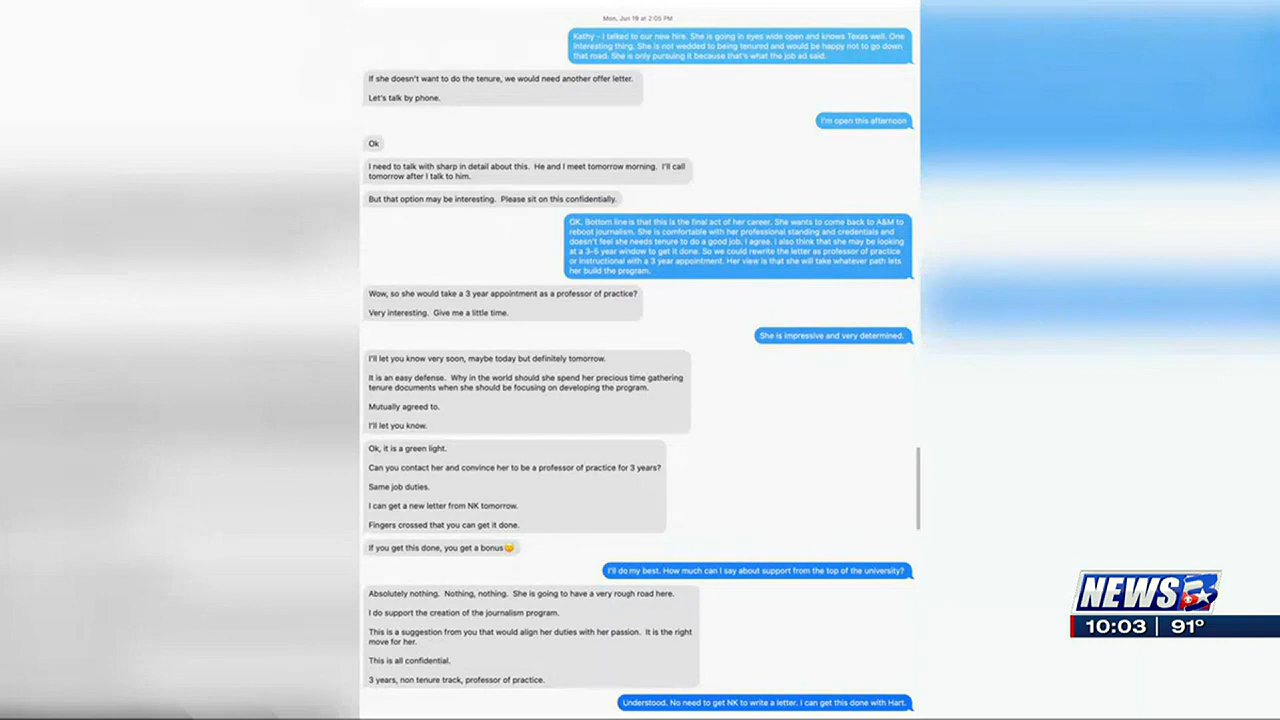 Mon, Jun 19 at 2:05 PM
Kathy - I talked to our new hire. She is going in eyes wide open and knows Texas well. One
interesting thing. She is not wedded to being tenured and would be happy not to go down
that road. She is only pursuing it because that's what the job ad said.
If she doesn't want to do the tenure, we would need another offer letter.
Let's talk by phone.
I'm open this afternoon
Ok
I need to talk with sharp in detail about this. He and I meet tomorrow morning. I'll call
tomorrow after I talk to him.
But that option may be interesting. Please sit on this confidentially.
OK. Bottom line is that this is the final act of her career. She wants to come back to A&M to
reboot journalism. She is comfortable with her professional standing and credentials and
doesn't feel she needs tenure to do a good job. I agree. I also think that she may be looking
at a 3-5 year window to get it done. So we could rewrite the letter as professor of practice
or instructional with a 3 year appointment. Her view is that she will take whatever path lets
her build the program.
Wow, so she would take a 3 year appointment as a professor of practice?
Very interesting. Give me a little time.
She is impressive and very determined.
I'll let you know very soon, maybe today but definitely tomorrow.
It is an easy defense. Why in the world should she spend her precious time gathering
tenure documents when she should be focusing on developing the program.
Mutually agreed to.
I'll let you know.
Ok, it is a green light.
Can you contact her and convince her to be a professor of practice for 3 years?
Same job duties.
I can get a new letter from NK tomorrow.
Fingers crossed that you can get it done.
If you get this done, you get a bonus
I'll do my best. How much can I say about support from the top of the university?
Absolutely nothing. Nothing, nothing. She is going to have a very rough road here.
I do support the creation of the journalism program.
This is a suggestion from you that would align her duties with her passion. It is the right
move for her.
This is all confidential.
3 years, non tenure track, professor of practice.
Understood. No need to get NK to write a letter. I can get this done with Hart.
NEWS 3
10:03 | 91°